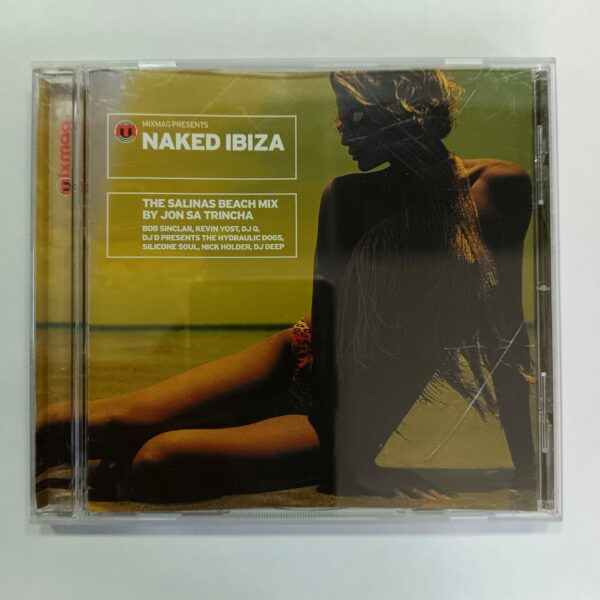 mixmag
MIXMAG PRESENTS
NAKED IBIZA
THE SALINAS BEACH MIX
BY JON SA TRINCHA
BOB SINCLAR, KEVIN YOST, DJ Q,
DJ D PRESENTS THE HYDRAULIC DOGS,
SILICONE SOUL, NICK HOLDER, DJ DEEP